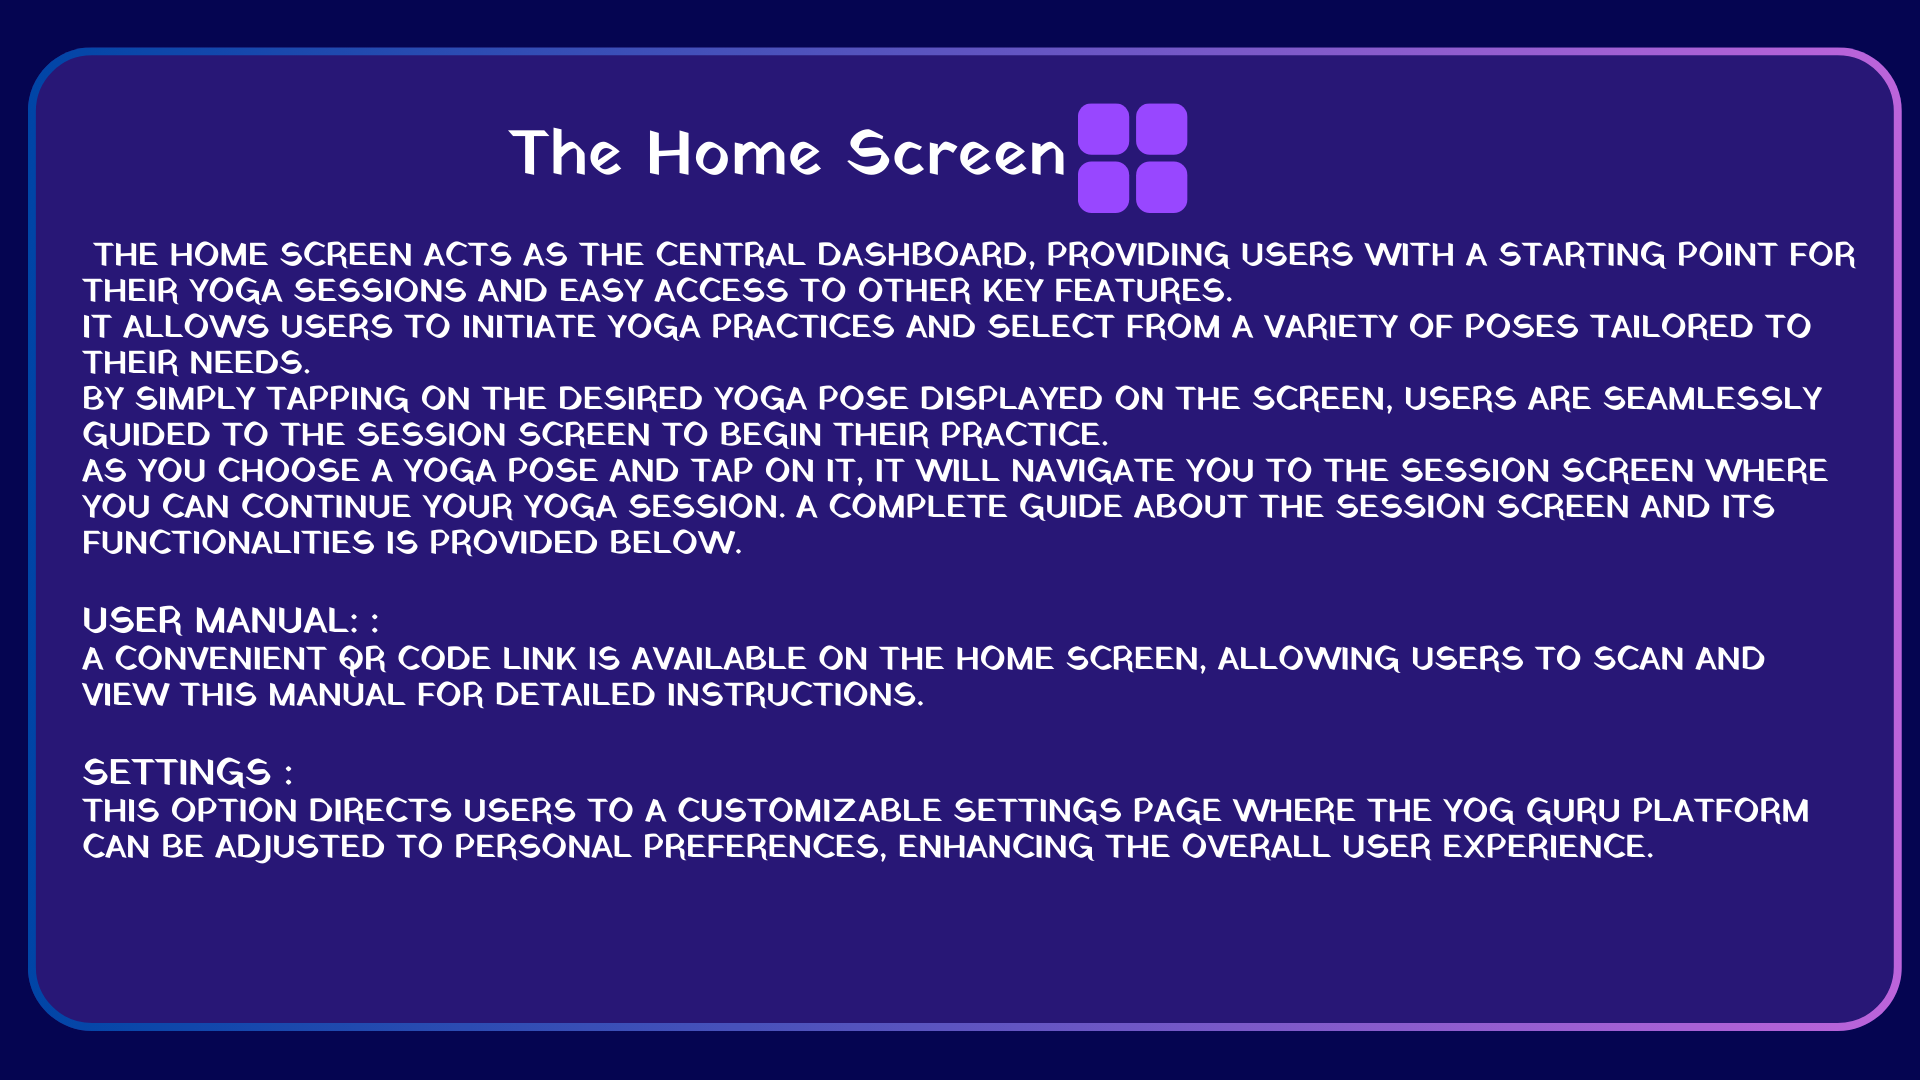 The Home Screen
THE HOME SCREEN ACTS AS THE CENTRAL DASHBOARD, PROVIDING USERS WITH A STARTING POINT FOR
THEIR YOGA SESSIONS AND EASY ACCESS TO OTHER KEY FEATURES.
IT ALLOWS USERS TO INITIATE YOGA PRACTICES AND SELECT FROM A VARIETY OF POSES TAILORED TO
THEIR NEEDS.
BY SIMPLY TAPPING ON THE DESIRED YOGA POSE DISPLAYED ON THE SCREEN, USERS ARE SEAMLESSLY
GUIDED TO THE SESSION SCREEN TO BEGIN THEIR PRACTICE.
AS YOU CHOOSE A YOGA POSE AND TAP ON IT, IT WILL NAVIGATE YOU TO THE SESSION SCREEN WHERE
YOU CAN CONTINUE YOUR YOGA SESSION. A COMPLETE GUIDE ABOUT THE SESSION SCREEN AND ITS
FUNCTIONALITIES IS PROVIDED BELOW.
USER MANUAL: :
A CONVENIENT QR CODE LINK IS AVAILABLE ON THE HOME SCREEN, ALLOWING USERS TO SCAN AND
VIEW THIS MANUAL FOR DETAILED INSTRUCTIONS.
SETTINGS :
THIS OPTION DIRECTS USERS TO A CUSTOMIZABLE SETTINGS PAGE WHERE THE YOG GURU PLATFORM
CAN BE ADJUSTED TO PERSONAL PREFERENCES, ENHANCING THE OVERALL USER EXPERIENCE.